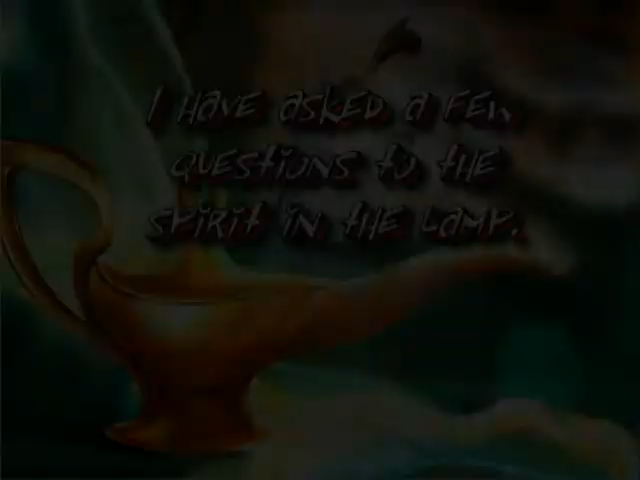 I HAVE ASKED A FEW
QUESTIONS TO THE
SPIRIT IN THE LAMP.